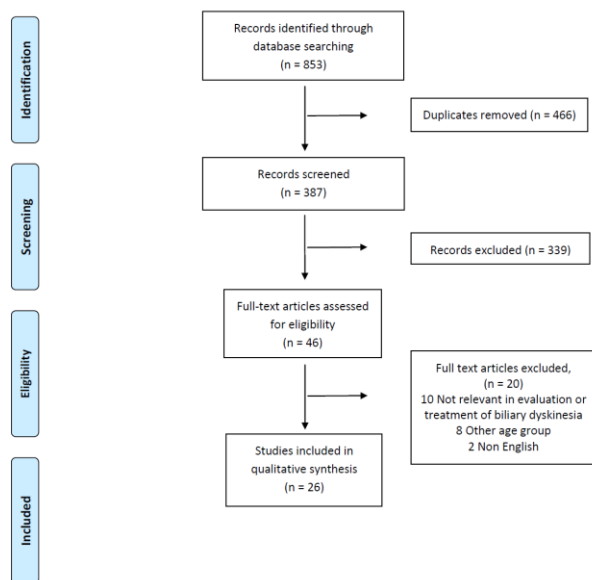 Identification
Records identified through
database searching
(n = 853)
Duplicates removed (n = 466)
Screening
Records screened
(n = 387)
Records excluded (n = 339)
Eligibility
Full-text articles assessed
for eligibility
(n = 46)
Full text articles excluded,
(n = 20)
10 Not relevant in evaluation or
treatment of biliary dyskinesia
8 Other age group
2 Non English
Included
Studies included in
qualitative synthesis
(n = 26)